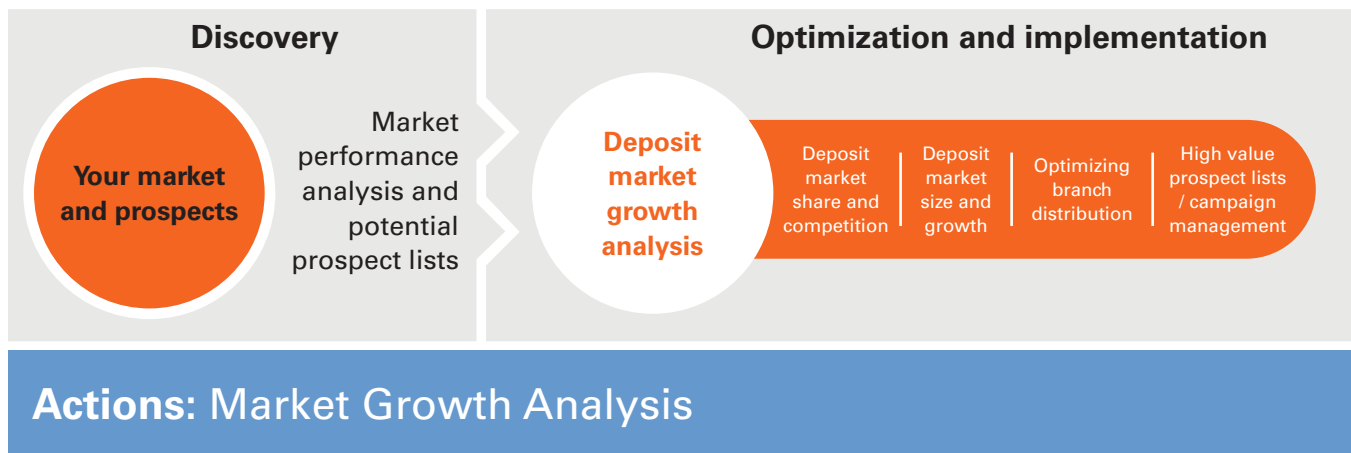 Discovery
Your market
and prospects
Market
performance
analysis and
potential
prospect lists
Optimization and implementation
Deposit
market
growth
analysis
Deposit
market
share and
competition
Deposit
market
size and
growth
Optimizing
branch
distribution
High value
prospect lists
/ campaign
management
Actions: Market Growth Analysis